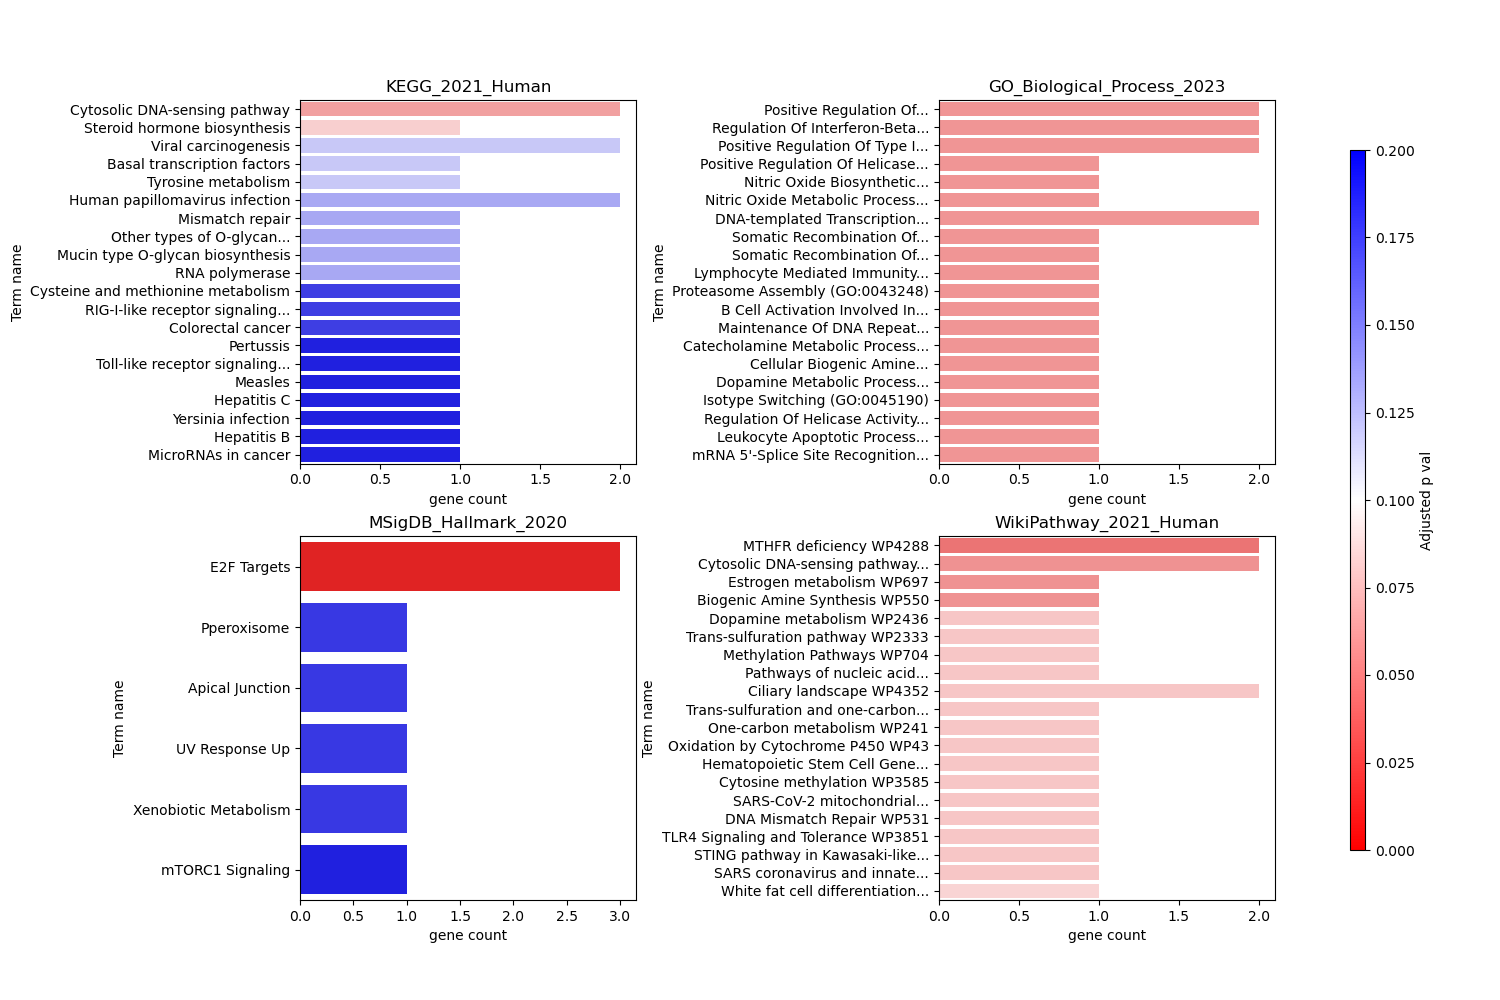 KEGG_2021_Human
Cytosolic DNA-sensing pathway
Steroid hormone biosynthesis
Viral carcinogenesis
Basal transcription factors
Tyrosine metabolism
Human papillomavirus infection
Mismatch repair
Other types of O-glycan...
Mucin type O-glycan biosynthesis
RNA polymerase
Cysteine and methionine metabolism
RIG-I-like receptor signaling...
Colorectal cancer
Pertussis
Toll-like receptor signaling...
Measles
Hepatitis C
Yersinia infection
Hepatitis B
MicroRNAs in cancer
Term name
0.0 0.5 1.0 1.5 2.0
gene count
GO_Biological_Process_2023
Positive Regulation Of...
Regulation Of Interferon-Beta...
Positive Regulation Of Type I...
Positive Regulation Of Helicase...
Nitric Oxide Biosynthetic...
Nitric Oxide Metabolic Process...
DNA-templated Transcription...
Somatic Recombination Of...
Somatic Recombination Of...
Lymphocyte Mediated Immunity...
Proteasome Assembly (GO:0043248)
B Cell Activation Involved In...
Maintenance Of DNA Repeat...
Catecholamine Metabolic Process...
Cellular Biogenic Amine...
Dopamine Metabolic Process...
Isotype Switching (GO:0045190)
Regulation Of Helicase Activity...
Leukocyte Apoptotic Process...
mRNA 5'-Splice Site Recognition...
Term name
0.0 0.5 1.0 1.5 2.0
gene count
MSigDB_Hallmark_2020
E2F Targets
Pperoxisome
Apical Junction
UV Response Up
Xenobiotic Metabolism
mTORC1 Signaling
Term name
0.0 0.5 1.0 1.5 2.0 2.5 3.0
gene count
WikiPathway_2021_Human
MTHFR deficiency WP4288
Cytosolic DNA-sensing pathway...
Estrogen metabolism WP697
Biogenic Amine Synthesis WP550
Dopamine metabolism WP2436
Trans-sulfuration pathway WP2333
Methylation Pathways WP704
Pathways of nucleic acid...
Ciliary landscape WP4352
Trans-sulfuration and one-carbon...
One-carbon metabolism WP241
Oxidation by Cytochrome P450 WP43
Hematopoietic Stem Cell Gene...
Cytosine methylation WP3585
SARS-CoV-2 mitochondrial...
DNA Mismatch Repair WP531
TLR4 Signaling and Tolerance WP3851
STING pathway in Kawasaki-like...
SARS coronavirus and innate...
White fat cell differentiation...
Term name
0.0 0.5 1.0 1.5 2.0
gene count
0.200
0.175
0.150
0.125
0.100
0.075
0.050
0.025
0.000
Adjusted p val